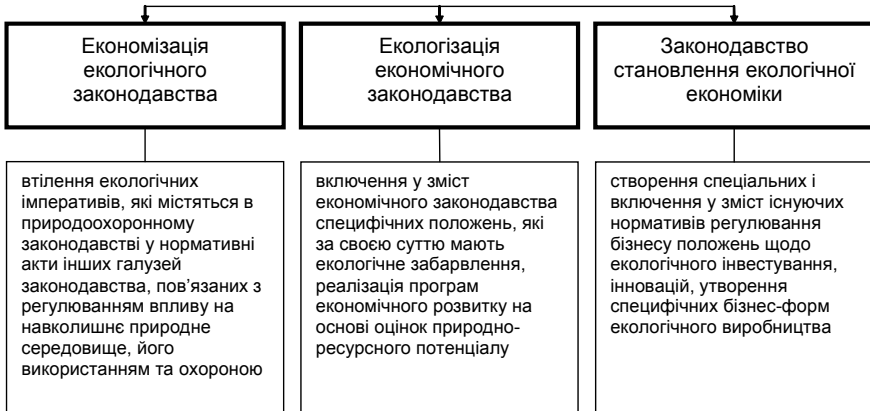 Економізація
екологічного
законодавства
Екологізація
економічного
законодавства
Законодавство
становлення екологічної
економіки
втілення екологічних
імперативів, які містяться в
природоохоронному
законодавстві у нормативні
акти інших галузей
законодавства, пов’язаних з
регулюванням впливу на
навколишнє природне
середовище, його
використанням та охороною
включення у зміст
економічного законодавства
специфічних положень, які
за своєю суттю мають
екологічне забарвлення,
реалізація програм
економічного розвитку на
основі оцінок природно-
ресурсного потенціалу
створення спеціальних і
включення у зміст існуючих
нормативів регулювання
бізнесу положень щодо
екологічного інвестування,
інновацій, утворення
специфічних бізнес-форм
екологічного виробництва